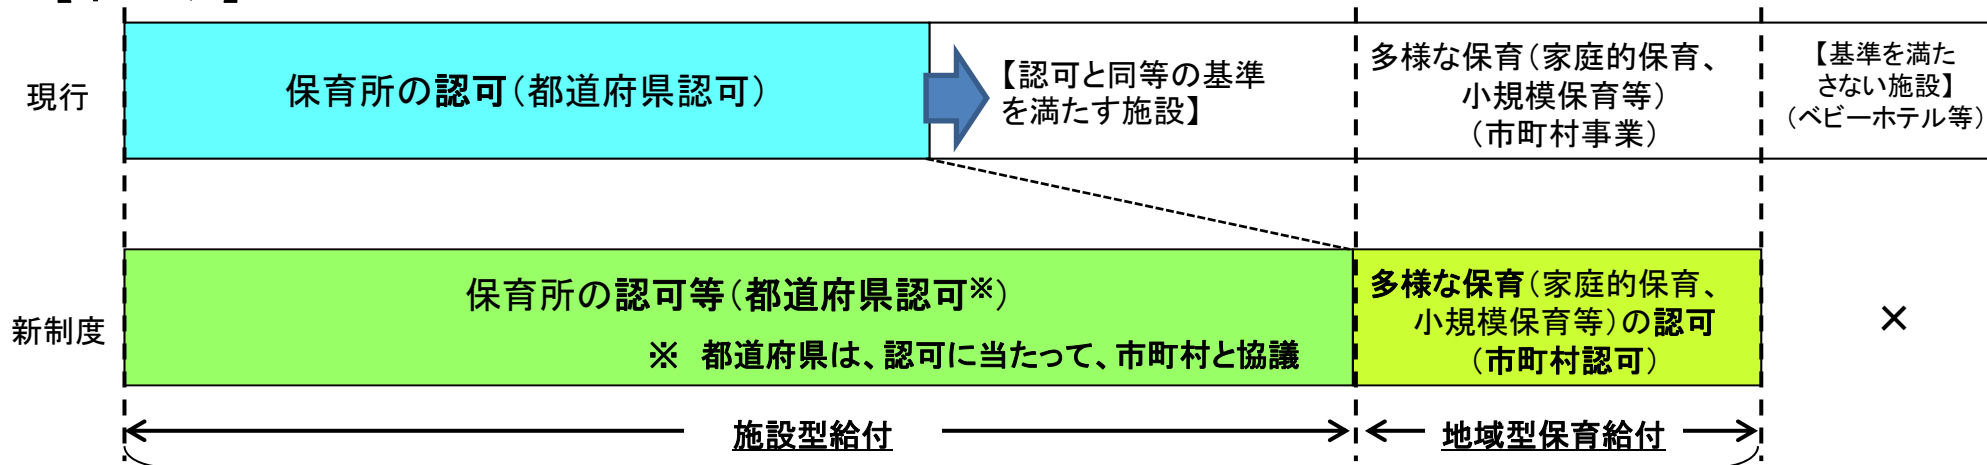 現行
保育所の認可(都道府県認可)
【認可と同等の基準
を満たす施設】
多様な保育(家庭的保育、
小規模保育等)
(市町村事業)
【基準を満た
さない施設】
(ベビーホテル等)
新制度
保育所の認可等(都道府県認可※)
※ 都道府県は、認可に当たって、市町村と協議
多様な保育(家庭的保育、
小規模保育等)の認可
(市町村認可)
×
施設型給付
地域型保育給付